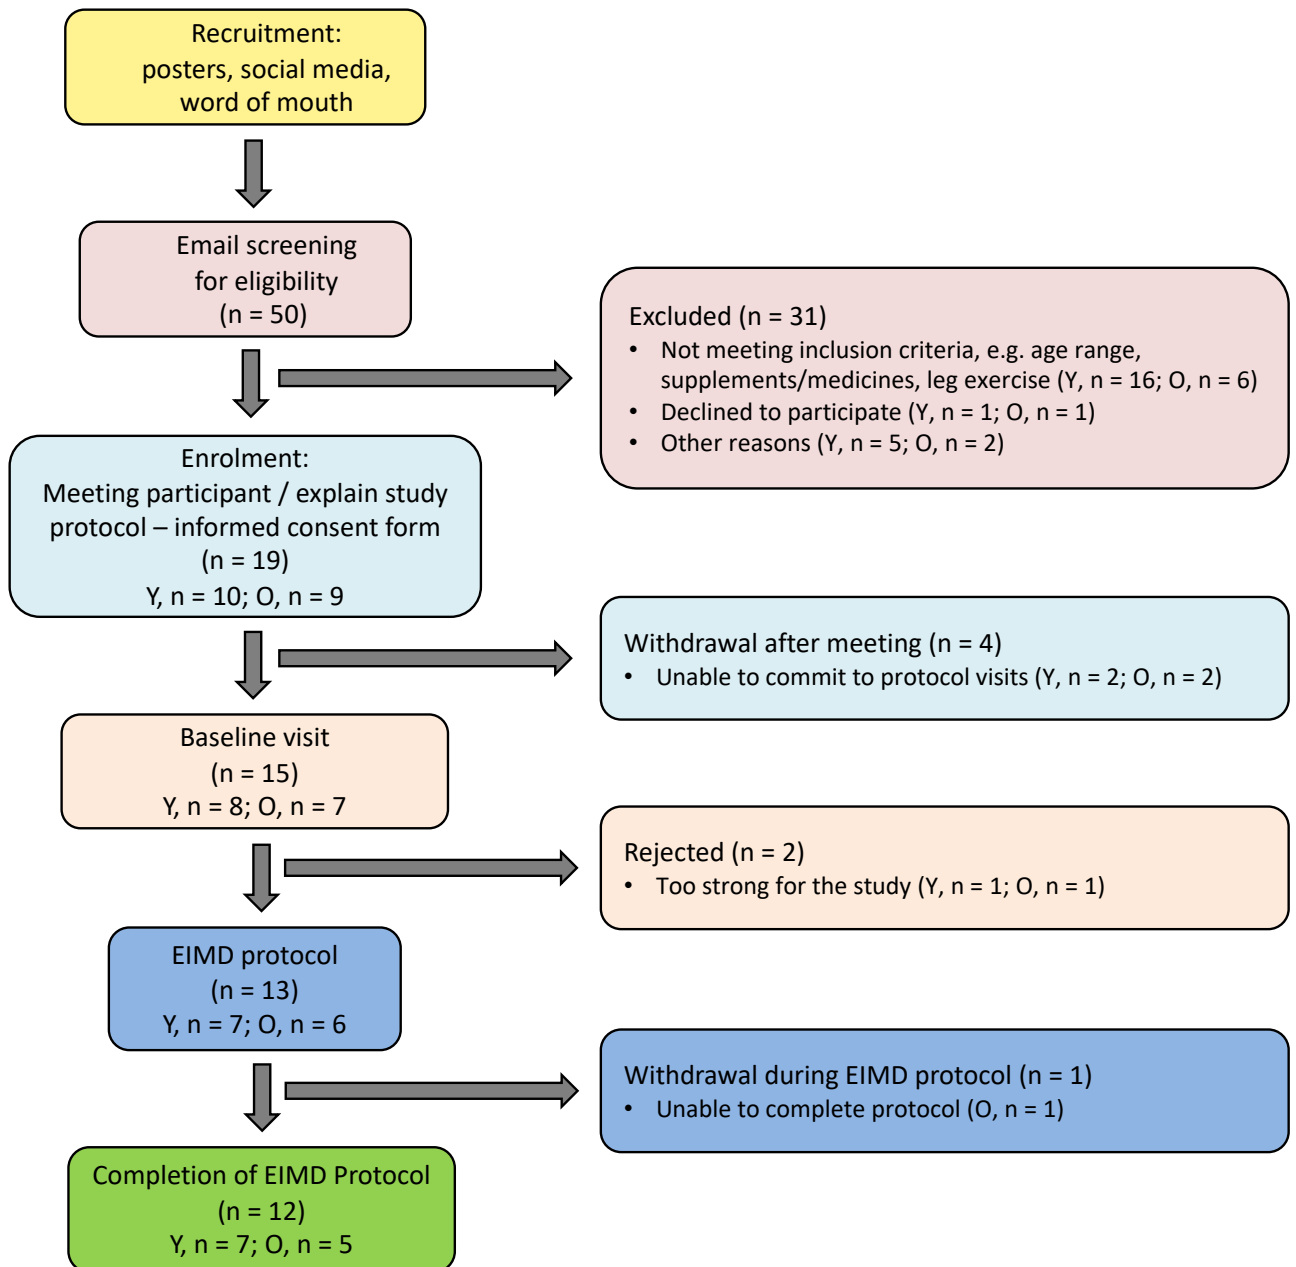 Recruitment:
posters, social media,
word of mouth
Email screening
for eligibility
(n = 50)
Excluded (n = 31)
• Not meeting inclusion criteria, e.g. age range,
supplements/medicines, leg exercise (Y, n = 16; O, n = 6)
• Declined to participate (Y, n = 1; O, n = 1)
• Other reasons (Y, n = 5; O, n = 2)
Enrolment:
Meeting participant / explain study
protocol – informed consent form
(n = 19)
Y, n = 10; O, n = 9
Withdrawal after meeting (n = 4)
• Unable to commit to protocol visits (Y, n = 2; O, n = 2)
Baseline visit
(n = 15)
Y, n = 8; O, n = 7
Rejected (n = 2)
• Too strong for the study (Y, n = 1; O, n = 1)
EIMD protocol
(n = 13)
Y, n = 7; O, n = 6
Withdrawal during EIMD protocol (n = 1)
• Unable to complete protocol (O, n = 1)
Completion of EIMD Protocol
(n = 12)
Y, n = 7; O, n = 5